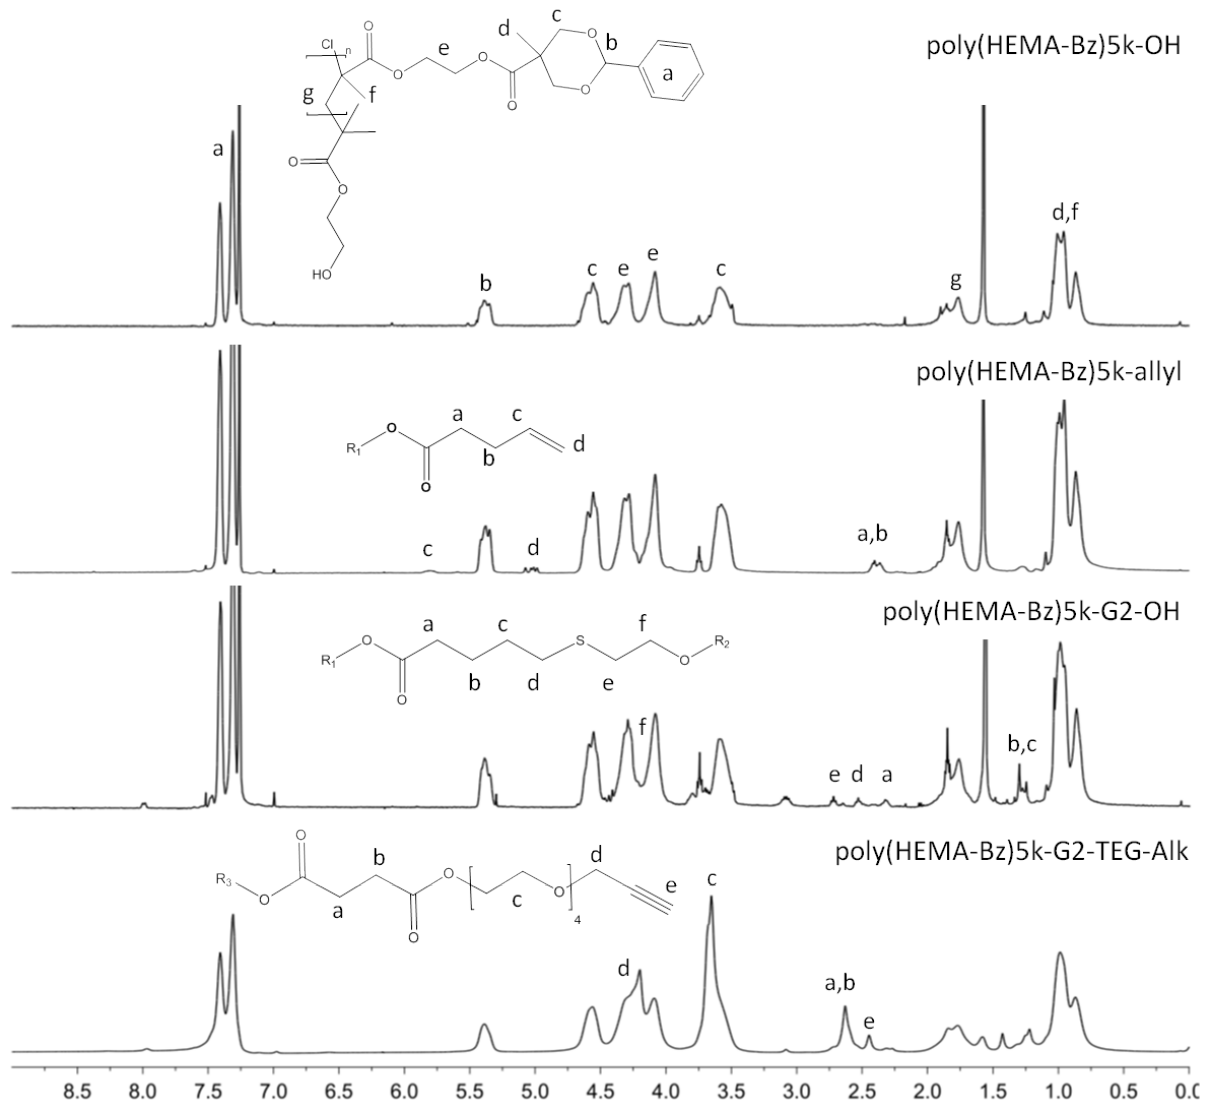 poly(HEMA-Bz)5k-OH
Cl
n
O
O
e
O
O
d
c
O
b
O
a
g
f
O
O
HO
a
b
c
e
e
c
g
d,f
poly(HEMA-Bz)5k-allyl
R1
O
O
a
b
c
d
c
d
a,b
poly(HEMA-Bz)5k-G2-OH
R1
O
O
a
b
c
d
S
e
f
O
R2
f
e
d
a
b,c
poly(HEMA-Bz)5k-G2-TEG-Alk
R3
O
O
a
b
O
O
c
O
4
d
e
d
c
a,b
e
8.5 8.0 7.5 7.0 6.5 6.0 5.5 5.0 4.5 4.0 3.5 3.0 2.5 2.0 1.5 1.0 0.5